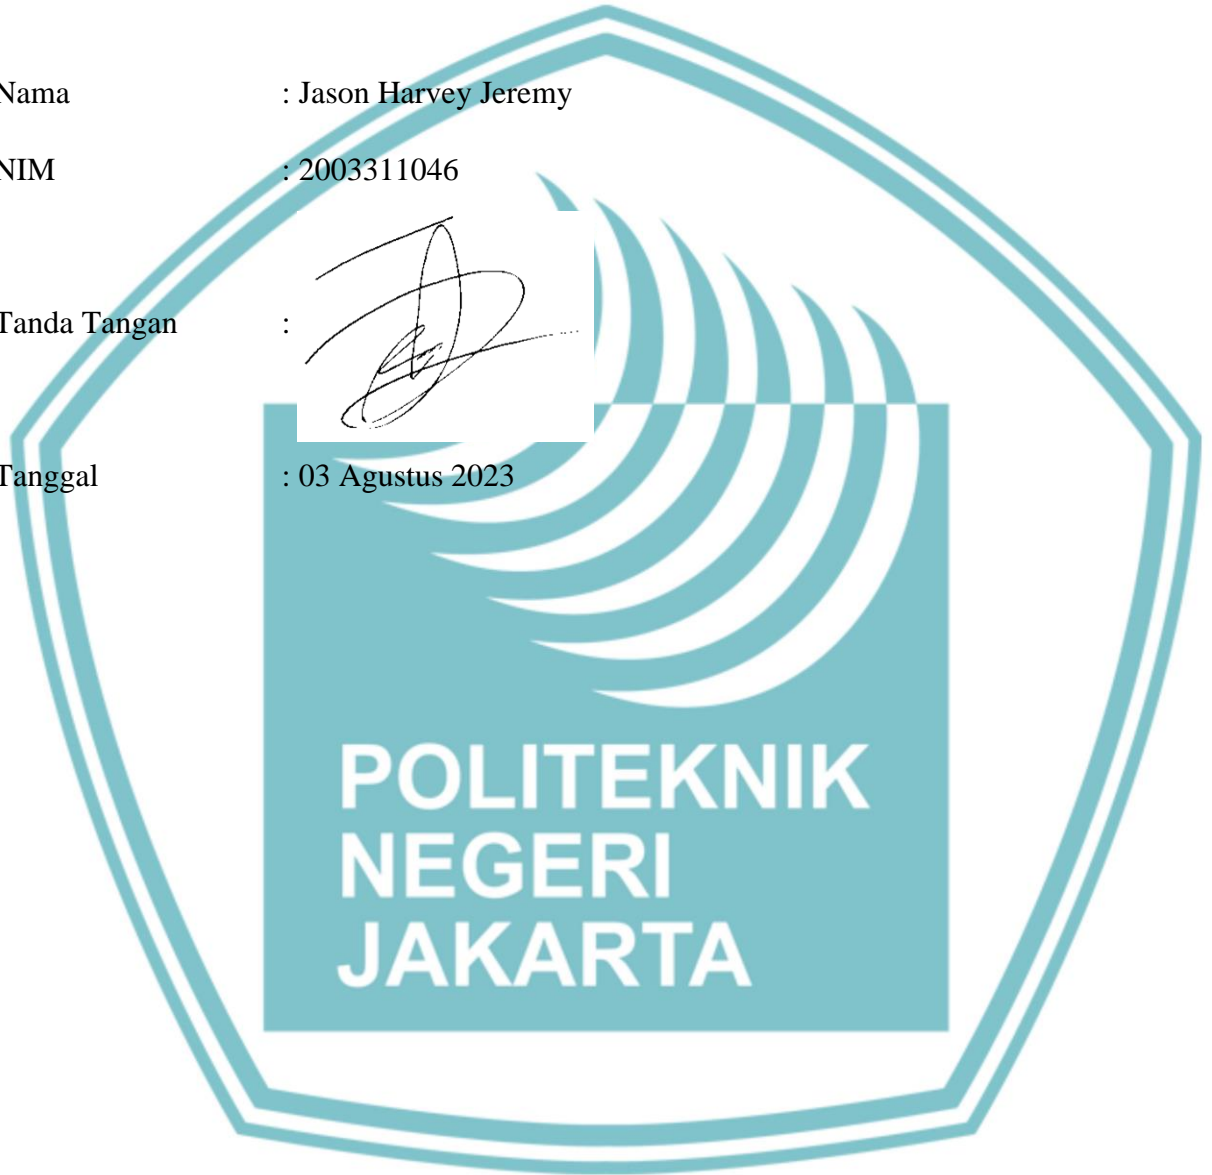 Nama : Jason Harvey Jeremy
NIM : 2003311046
Tanda Tangan :
Tanggal : 03 Agustus 2023
POLITEKNIK
NEGERI
JAKARTA